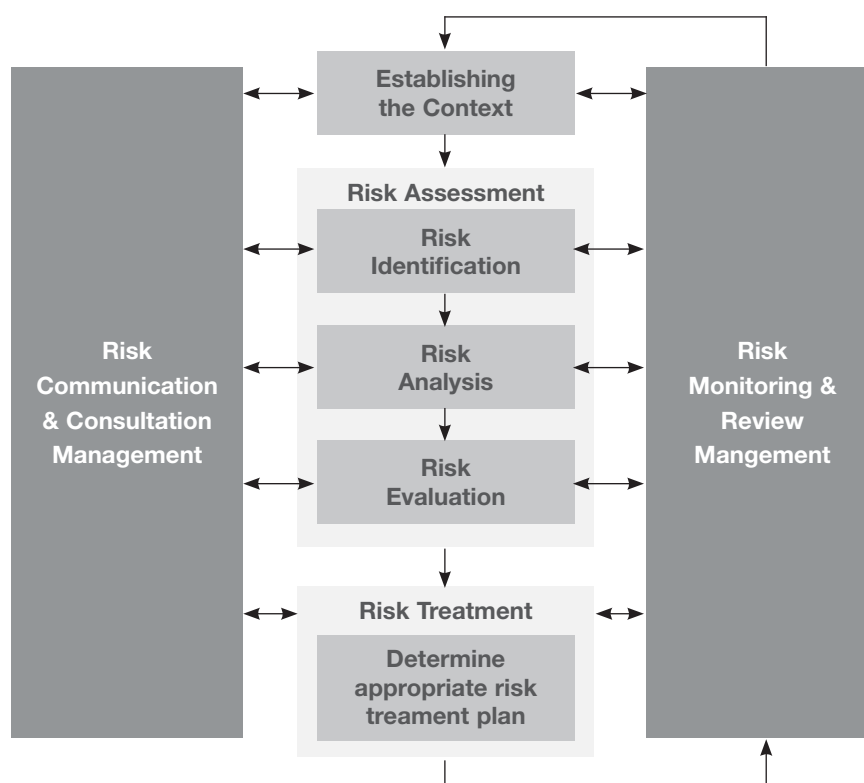 Establishing
the Context
Risk Assessment
Risk
Identification
Risk
Analysis
Risk
Evaluation
Risk
Communication
& Consultation
Management
Risk
Monitoring &
Review
Mangement
Risk Treatment
Determine
appropriate risk
treament plan